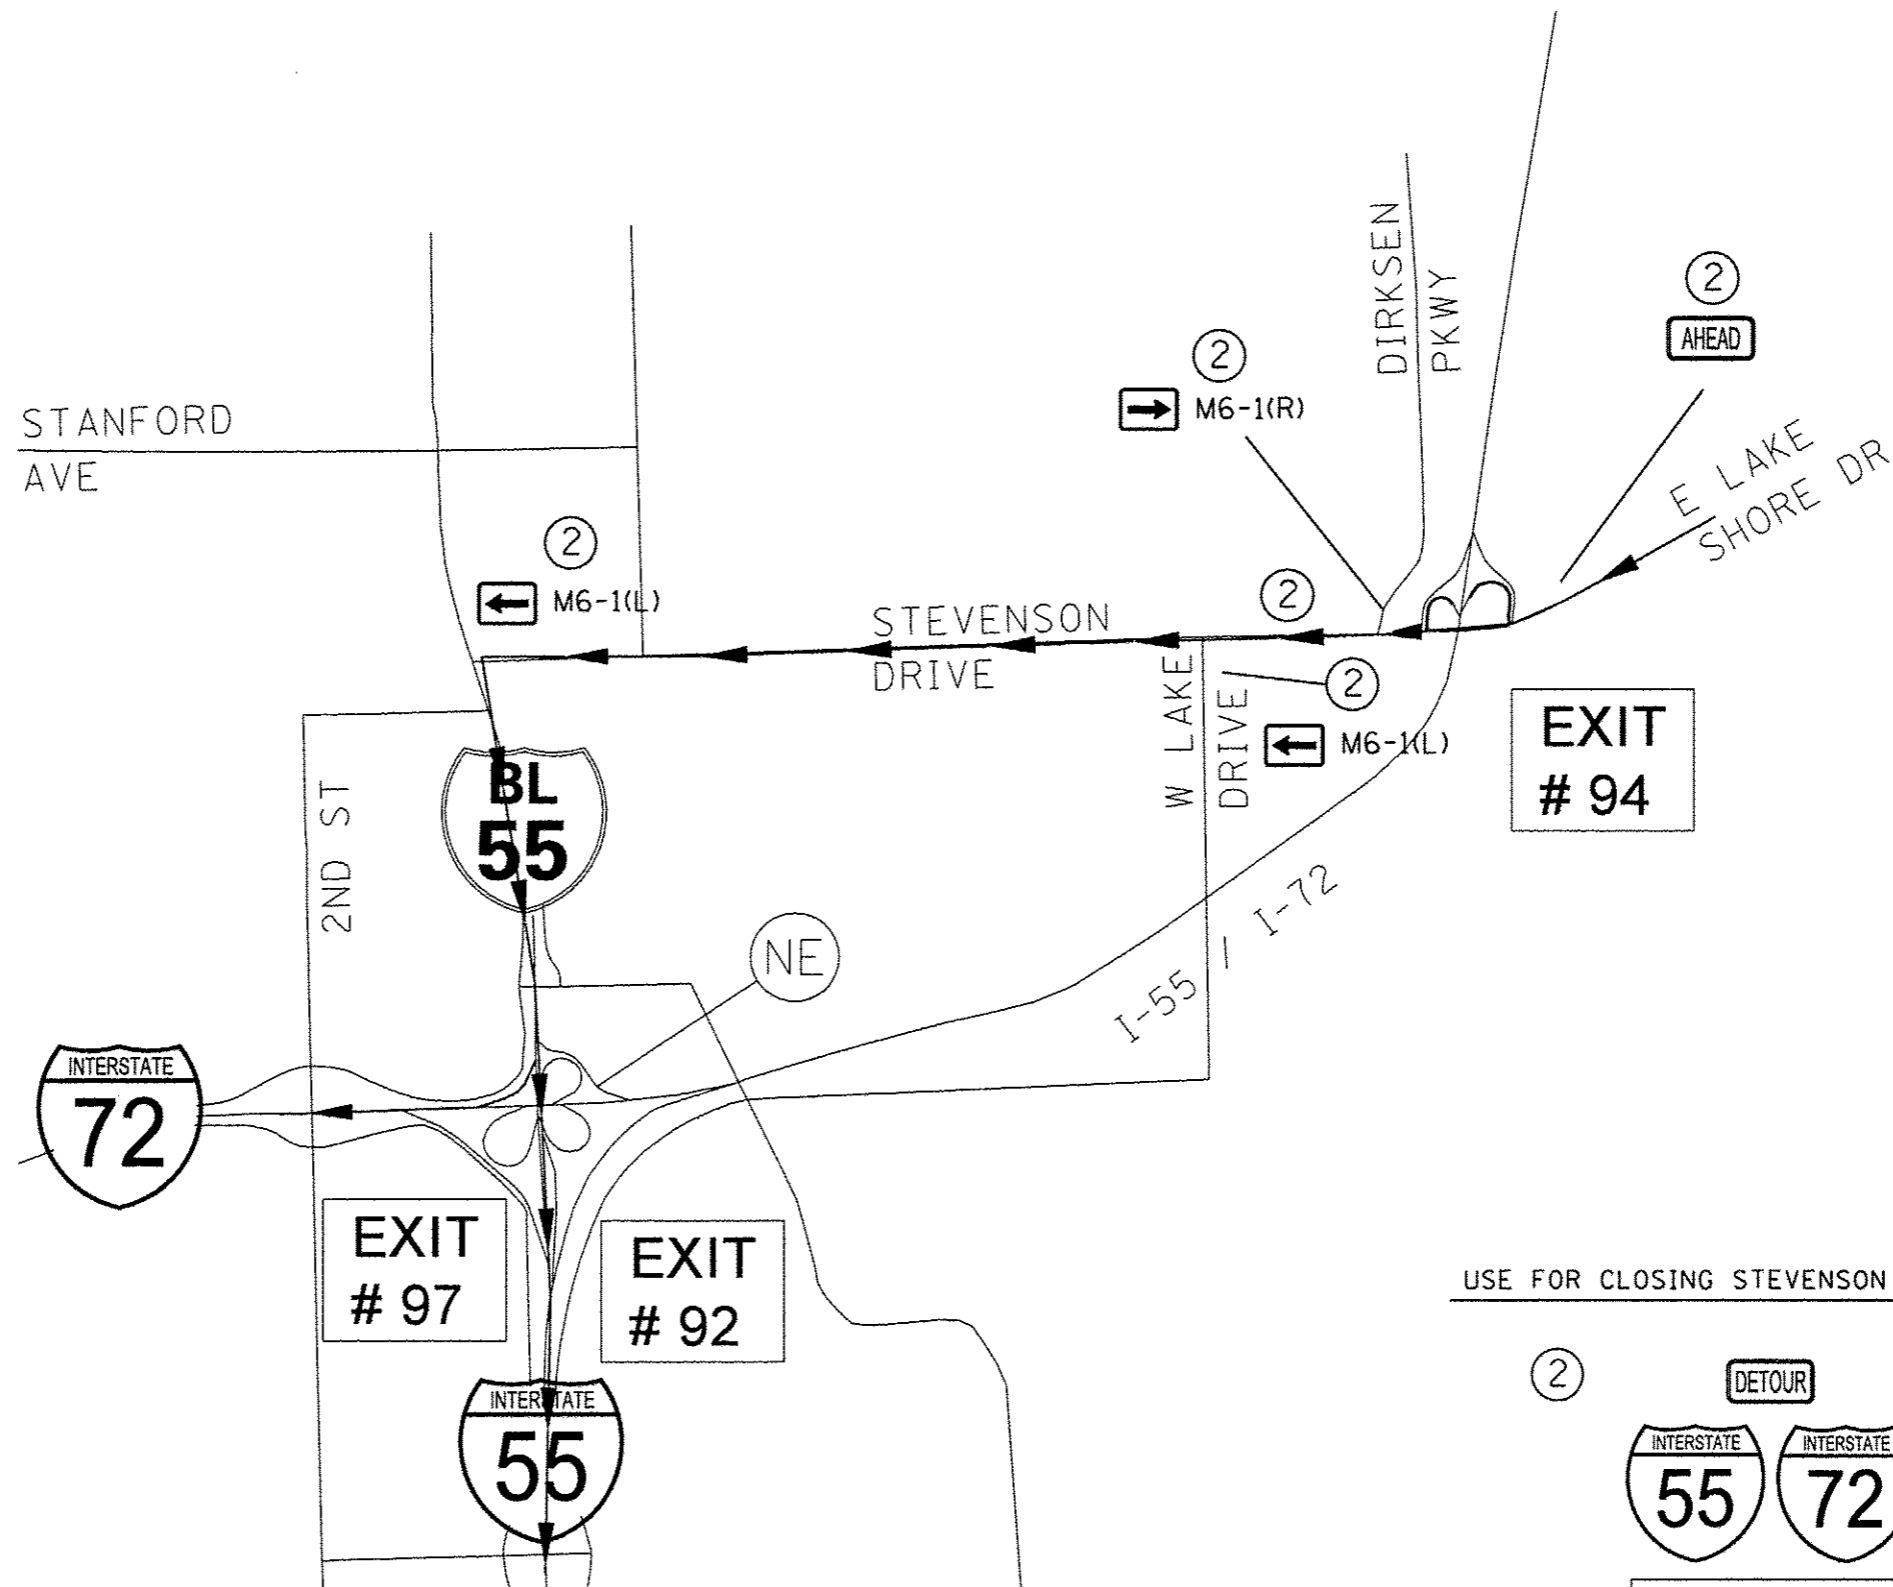 2
AHEAD
DIRKSEN
PKWY
2
M6-1(R)
E LAKE
SHORE DR
STANFORD
AVE
2
M6-1(L)
STEVENSON
DRIVE
2
W LAKE
DRIVE
2
M6-1(L)
EXIT
# 94
BL
55
2ND ST
NE
I-55 / I-72
INTERSTATE
72
EXIT
# 97
EXIT
# 92
INTERSTATE
55
USE FOR CLOSING STEVENSON
2
DETOUR
INTERSTATE
55
INTERSTATE
72